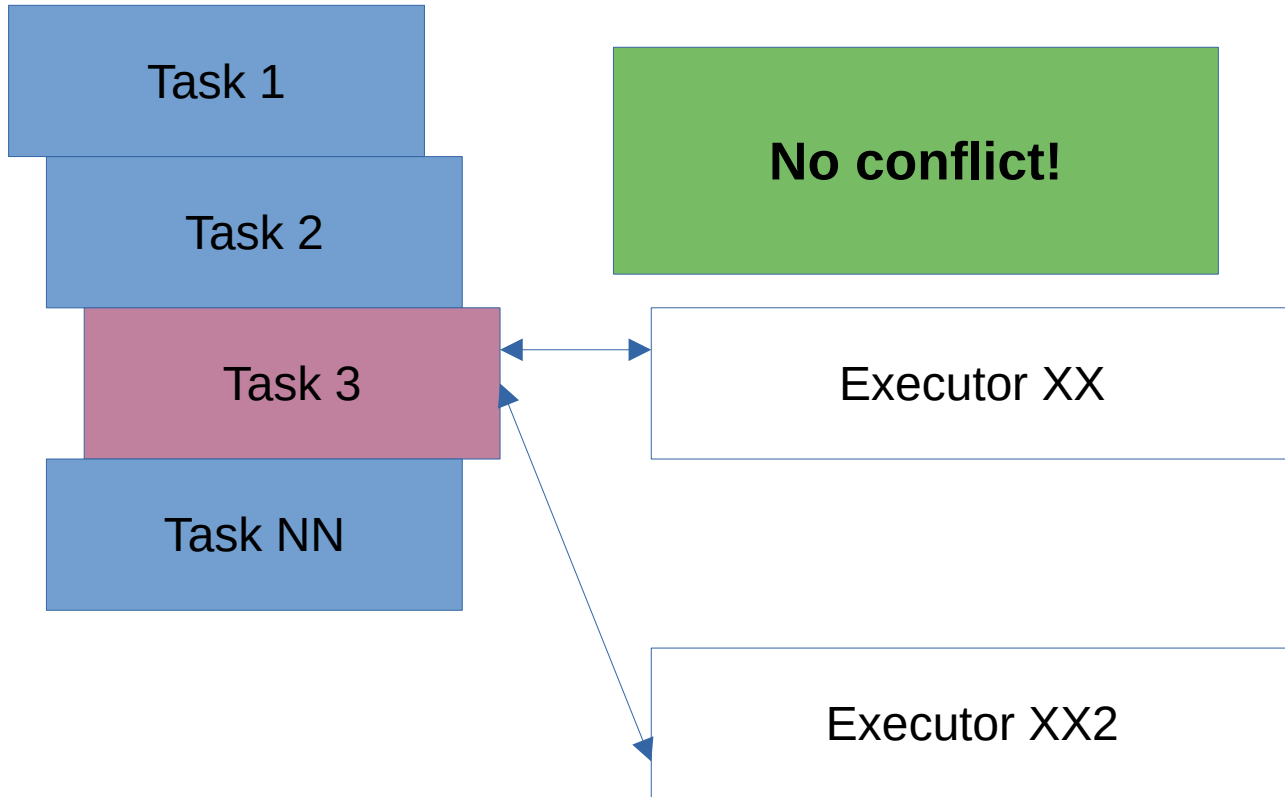 Task 1
No conflict!
Task 2
Task 3
Executor XX
Task NN
Executor XX2